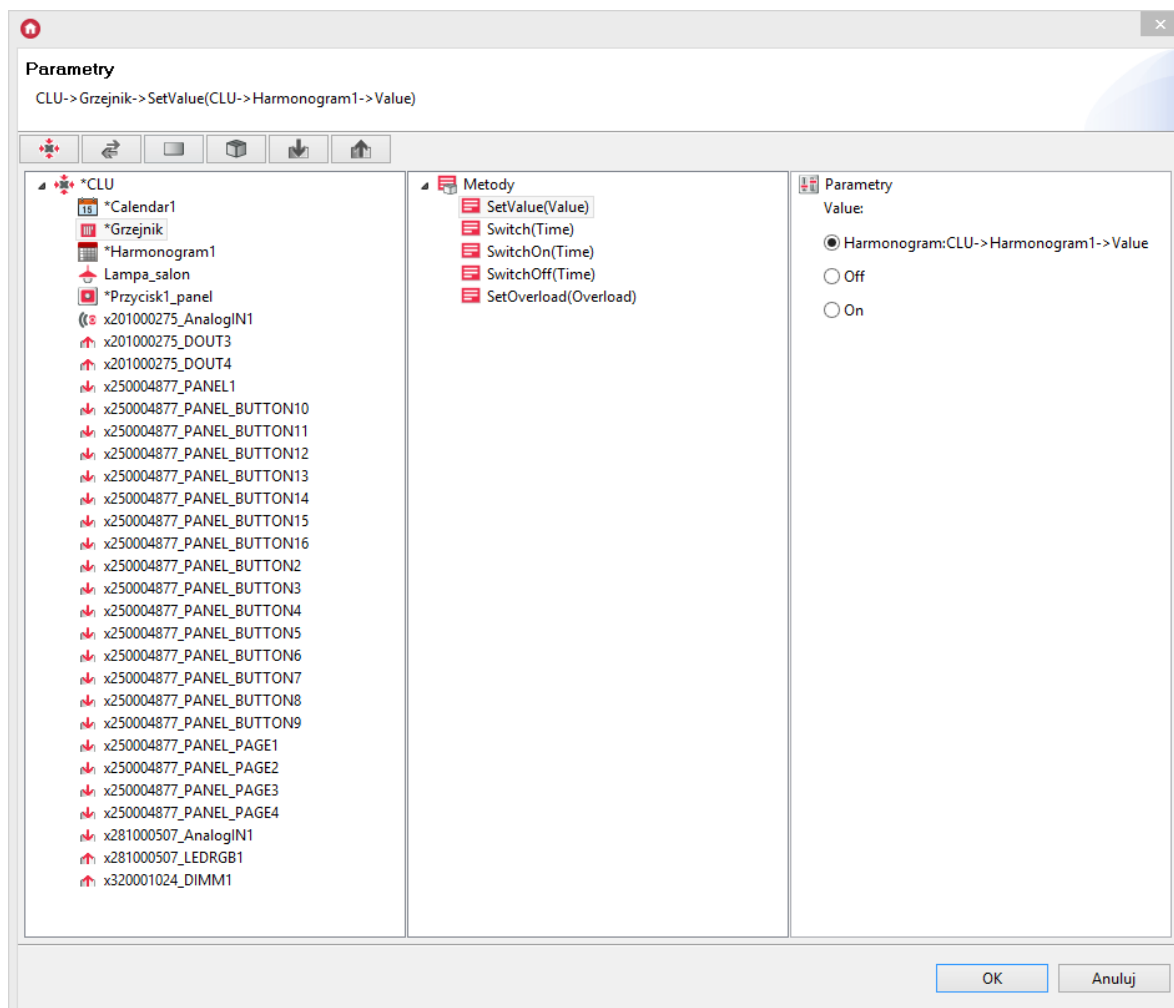 Parametry
CLU->Grzejnik->SetValue(CLU->Harmonogram1->Value)
*CLU
15 *Calendar1
*Grzejnik
*Harmonogram1
Lampa_salon
*Przycisk1_panel
x201000275_AnalogIN1
x201000275_DOUT3
x201000275_DOUT4
x250004877_PANEL1
x250004877_PANEL_BUTTON10
x250004877_PANEL_BUTTON11
x250004877_PANEL_BUTTON12
x250004877_PANEL_BUTTON13
x250004877_PANEL_BUTTON14
x250004877_PANEL_BUTTON15
x250004877_PANEL_BUTTON16
x250004877_PANEL_BUTTON2
x250004877_PANEL_BUTTON3
x250004877_PANEL_BUTTON4
x250004877_PANEL_BUTTON5
x250004877_PANEL_BUTTON6
x250004877_PANEL_BUTTON7
x250004877_PANEL_BUTTON8
x250004877_PANEL_BUTTON9
x250004877_PANEL_PAGE1
x250004877_PANEL_PAGE2
x250004877_PANEL_PAGE3
x250004877_PANEL_PAGE4
x281000507_AnalogIN1
x281000507_LEDRGB1
x320001024_DIMM1
Metody
SetValue(Value)
Switch(Time)
SwitchOn(Time)
SwitchOff(Time)
SetOverload(Overload)
Parametry
Value:
Harmonogram:CLU->Harmonogram1->Value
Off
On
OK
Anuluj